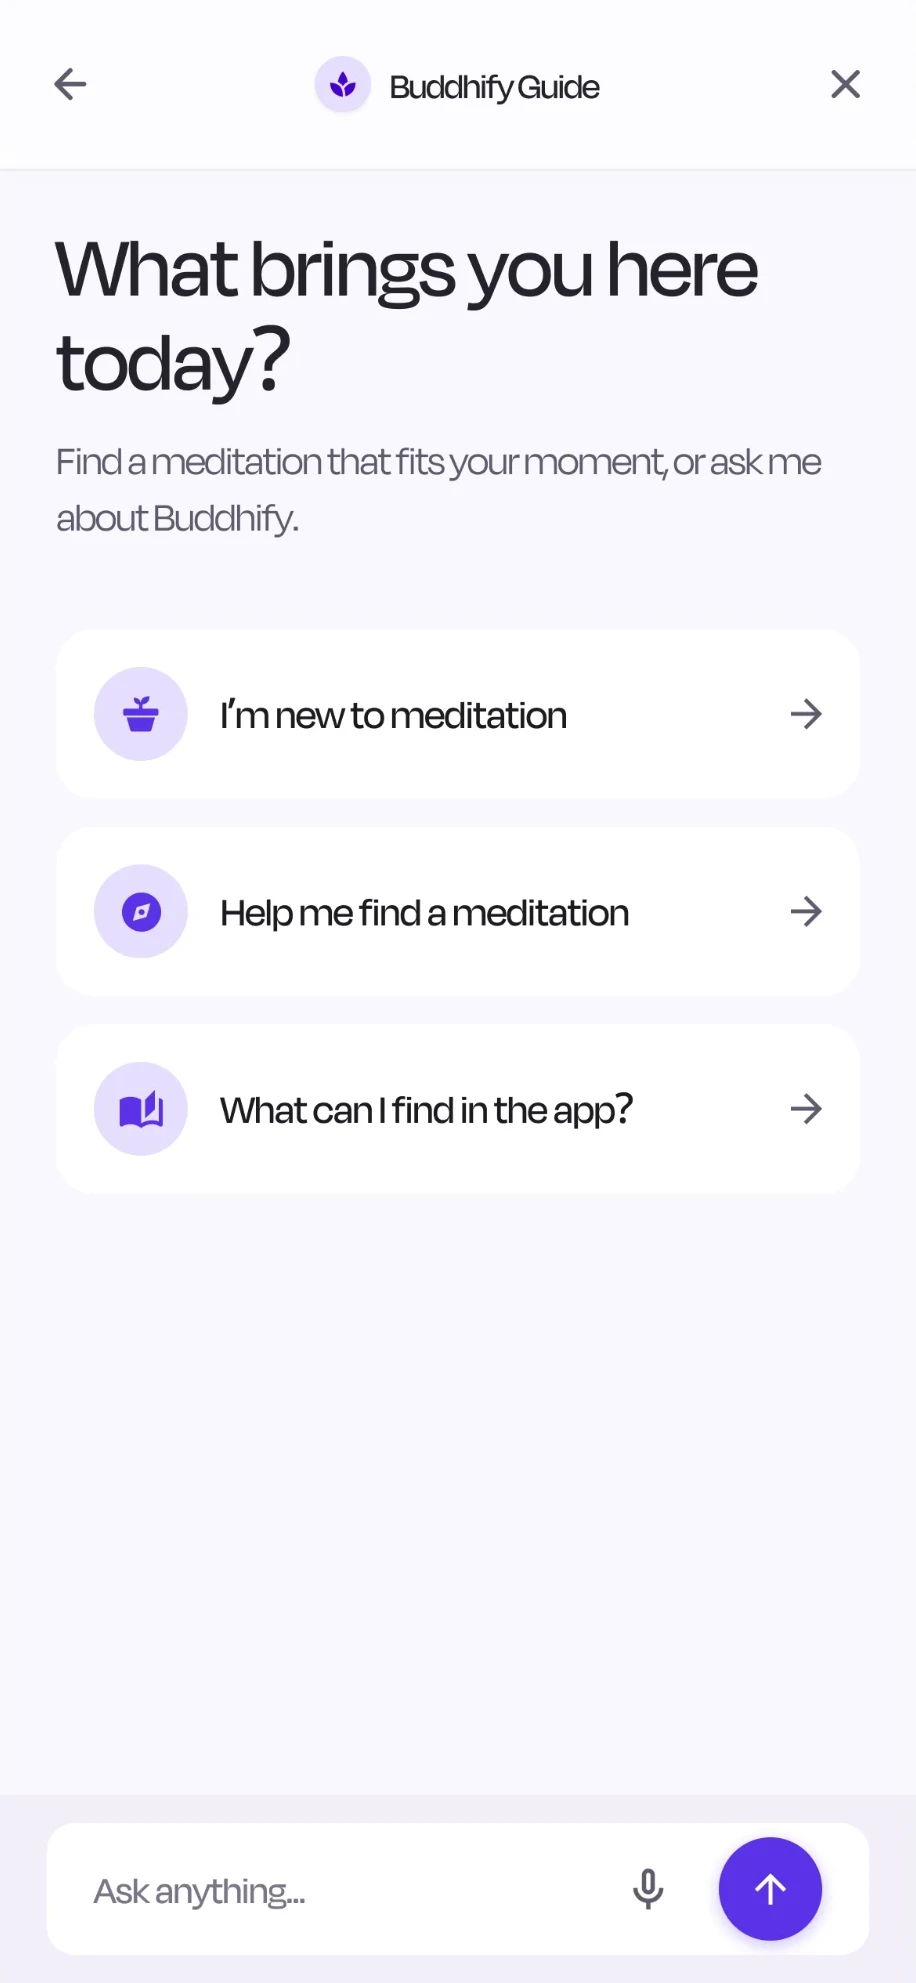 Buddhify Guide
What brings you here
today?
Find a meditation that fits your moment, or ask me
about Buddhify.
I’m new to meditation
Help me find a meditation
What can I find in the app?
Ask anything...